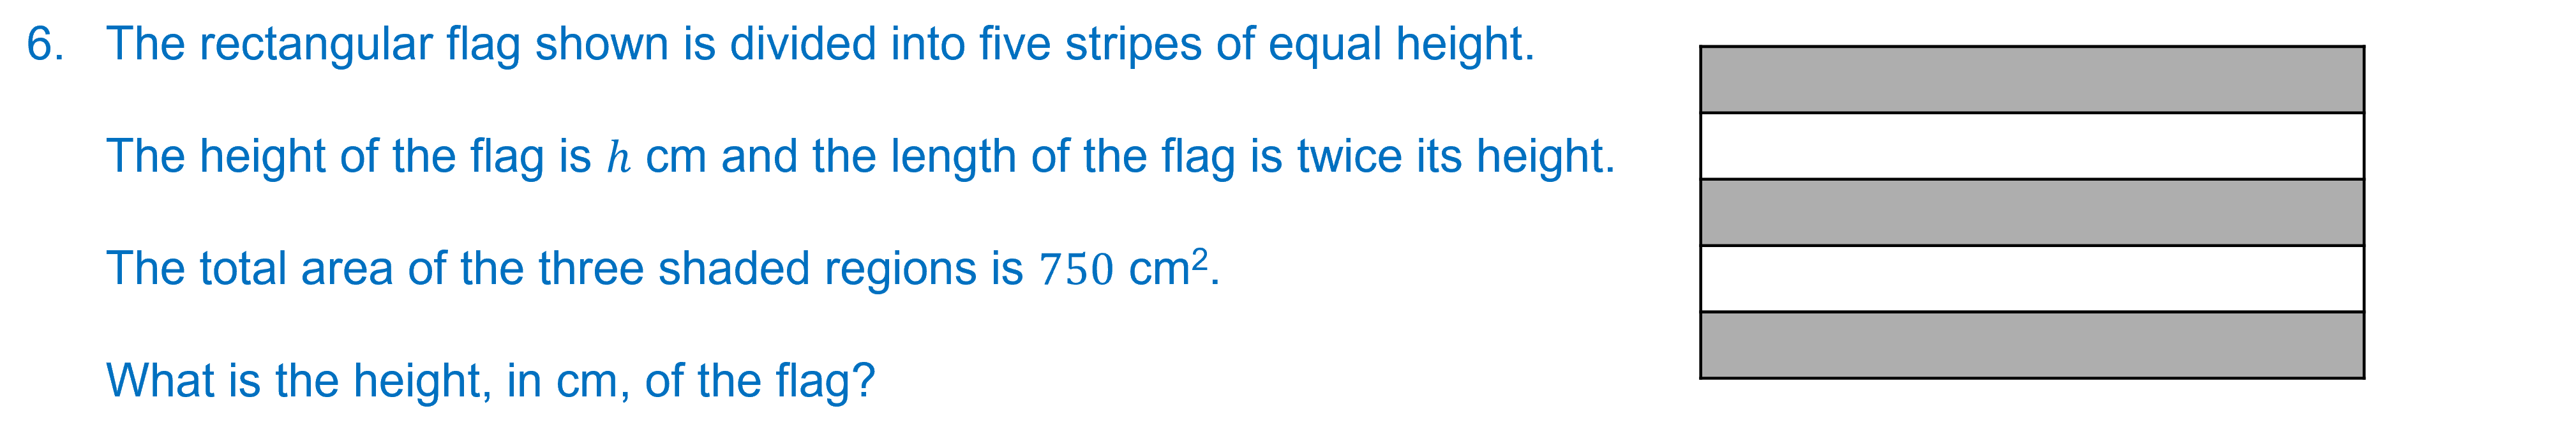 6. The rectangular flag shown is divided into five stripes of equal height.
The height of the flag is h cm and the length of the flag is twice its height.
The total area of the three shaded regions is 750 cm².
What is the height, in cm, of the flag?